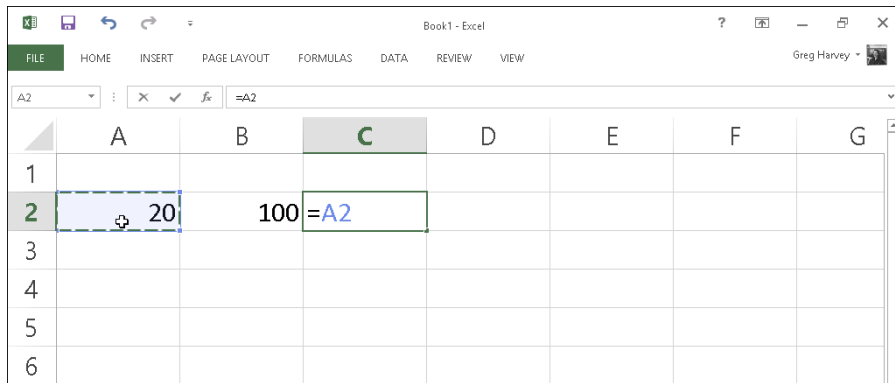 Book1 - Excel
?
FILE HOME INSERT PAGE LAYOUT FORMULAS DATA REVIEW VIEW Greg Harvey
A2 fx =A2
A B C D E F G
1
2 20 100 =A2
3
4
5
6